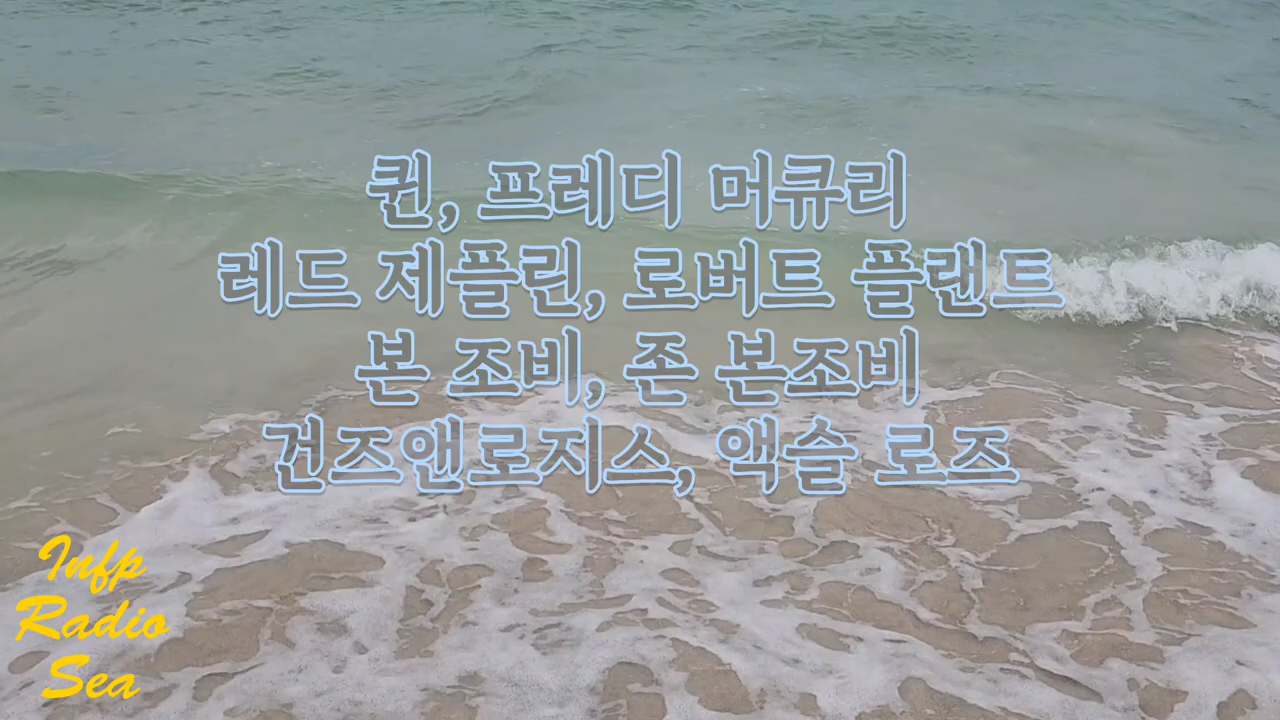 퀸, 프레디 머큐리
레드 제플린, 로버트 플랜트
본 조비, 존 본조비
건즈앤로지스, 액슬 로즈
Infp
Radio
Sea